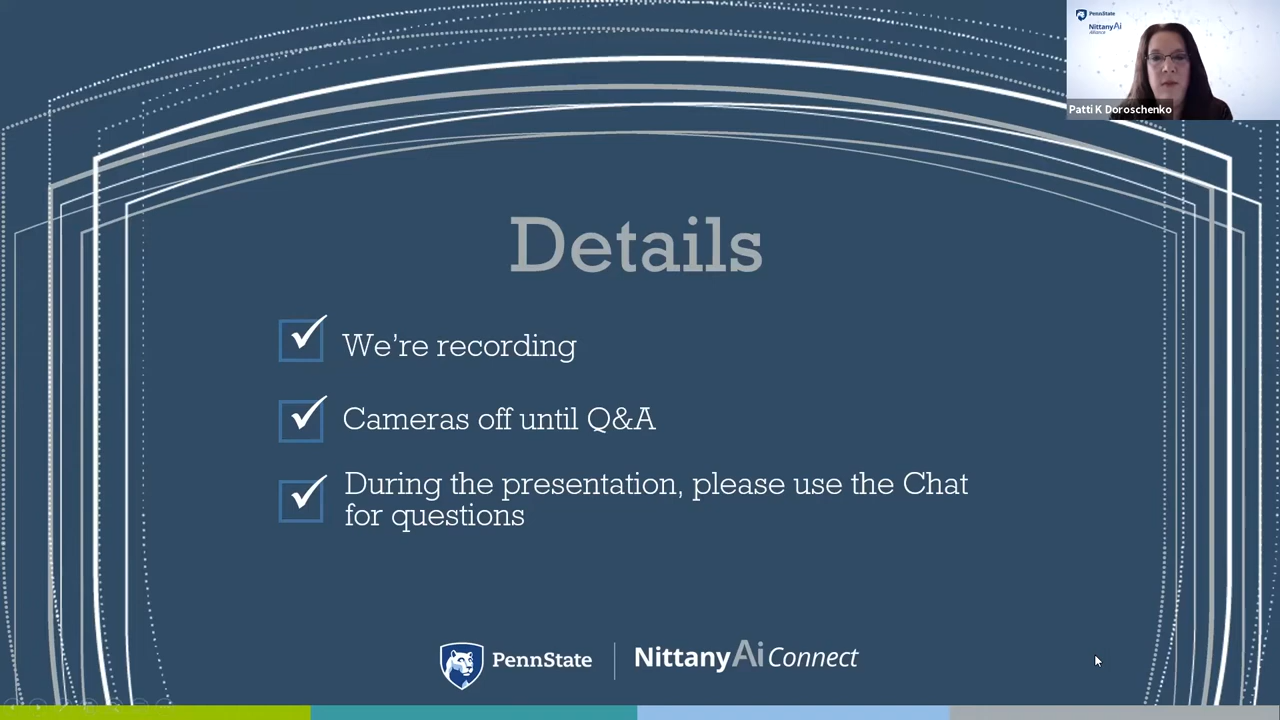 PennState
NittanyAi
Alliance
Patti K Doroschenko
Details
We're recording
Cameras off until Q&A
During the presentation, please use the Chat
for questions
PennState
NittanyAi Connect